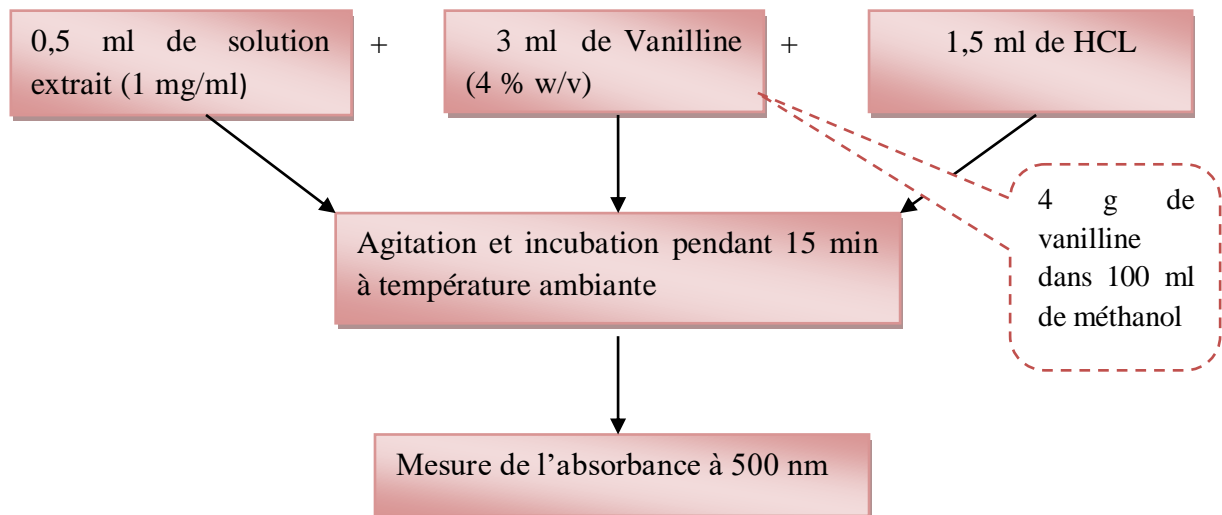 0,5 ml de solution
extrait (1 mg/ml)
+
3 ml de Vanilline
(4 % w/v)
+
1,5 ml de HCL
4 g de
vanilline
dans 100 ml
de méthanol
Agitation et incubation pendant 15 min
à température ambiante
Mesure de l’absorbance à 500 nm